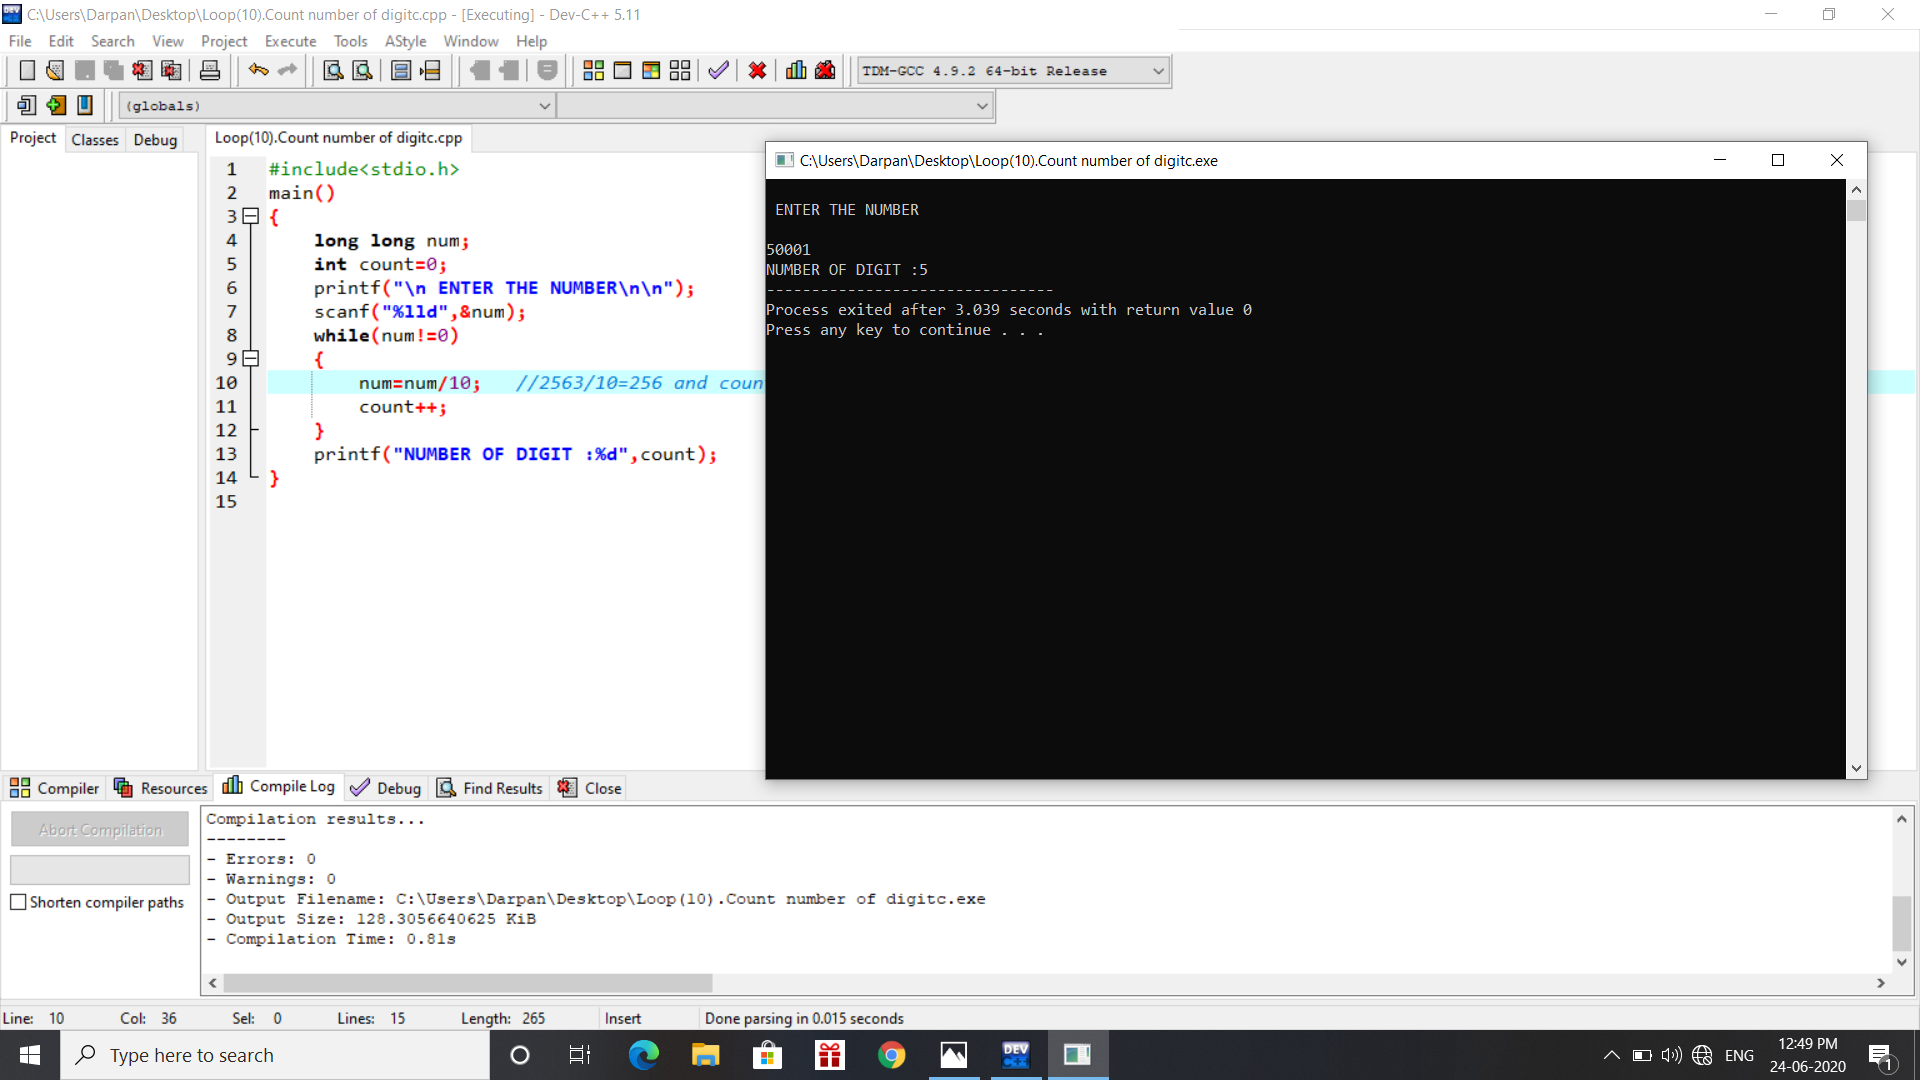 C:\Users\Darpan\Desktop\Loop(10).Count number of digitc.cpp - [Executing] - Dev-C++ 5.11
File Edit Search View Project Execute Tools AStyle Window Help
TDM-GCC 4.9.2 64-bit Release
(globals)
Project Classes Debug
Loop(10).Count number of digitc.cpp
1 #include<stdio.h>
2 main()
3 {
4 long long num;
5 int count=0;
6 printf("\n ENTER THE NUMBER\n\n");
7 scanf("%lld",&num);
8 while(num!=0)
9 {
10 num=num/10; //2563/10=256 and coun
11 count++;
12 }
13 printf("NUMBER OF DIGIT :%d",count);
14 }
15
C:\Users\Darpan\Desktop\Loop(10).Count number of digitc.exe
ENTER THE NUMBER
50001
NUMBER OF DIGIT :5
--------------------------------
Process exited after 3.039 seconds with return value 0
Press any key to continue . . .
Compiler Resources Compile Log Debug Find Results Close
Abort Compilation
Shorten compiler paths
Compilation results...
--------
- Errors: 0
- Warnings: 0
- Output Filename: C:\Users\Darpan\Desktop\Loop(10).Count number of digitc.exe
- Output Size: 128.3056640625 KiB
- Compilation Time: 0.81s
Line: 10 Col: 36 Sel: 0 Lines: 15 Length: 265 Insert Done parsing in 0.015 seconds
Type here to search
DEV C++
ENG
12:49 PM
24-06-2020
1